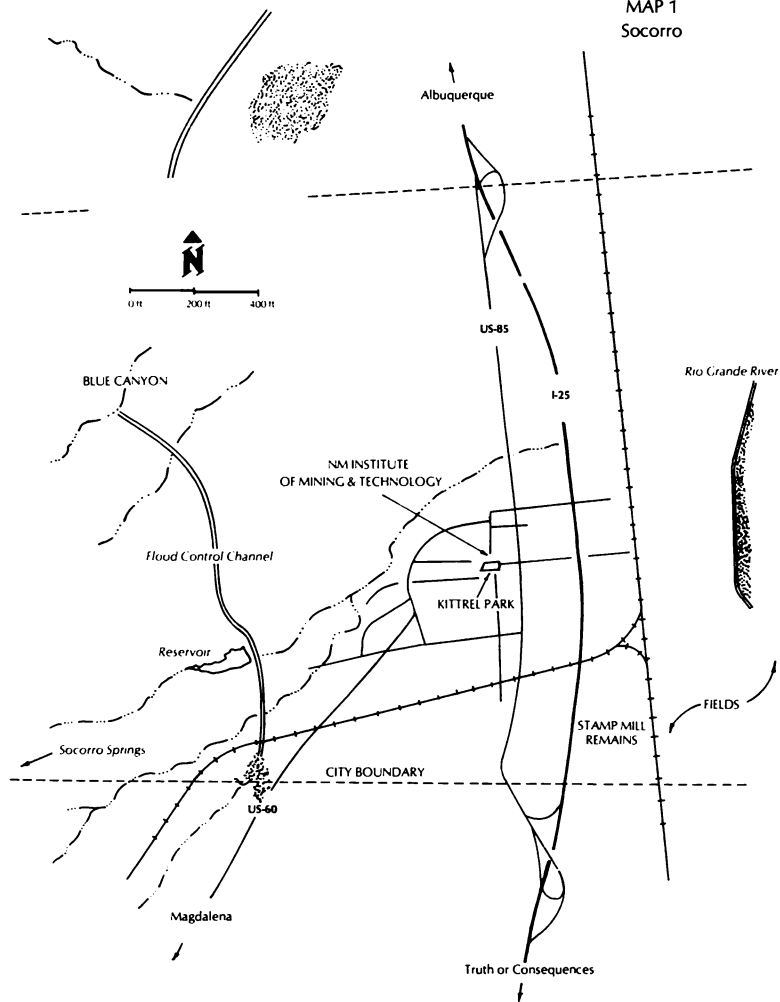 MAP 1
Socorro
Albuquerque
N
0 ft 200 ft 400 ft
US-85
Rio Grande River
BLUE CANYON
I-25
NM INSTITUTE
OF MINING & TECHNOLOGY
Flood Control Channel
KITTREL PARK
Reservoir
FIELDS
STAMP MILL
REMAINS
Socorro Springs
CITY BOUNDARY
US-60
Magdalena
Truth or Consequences